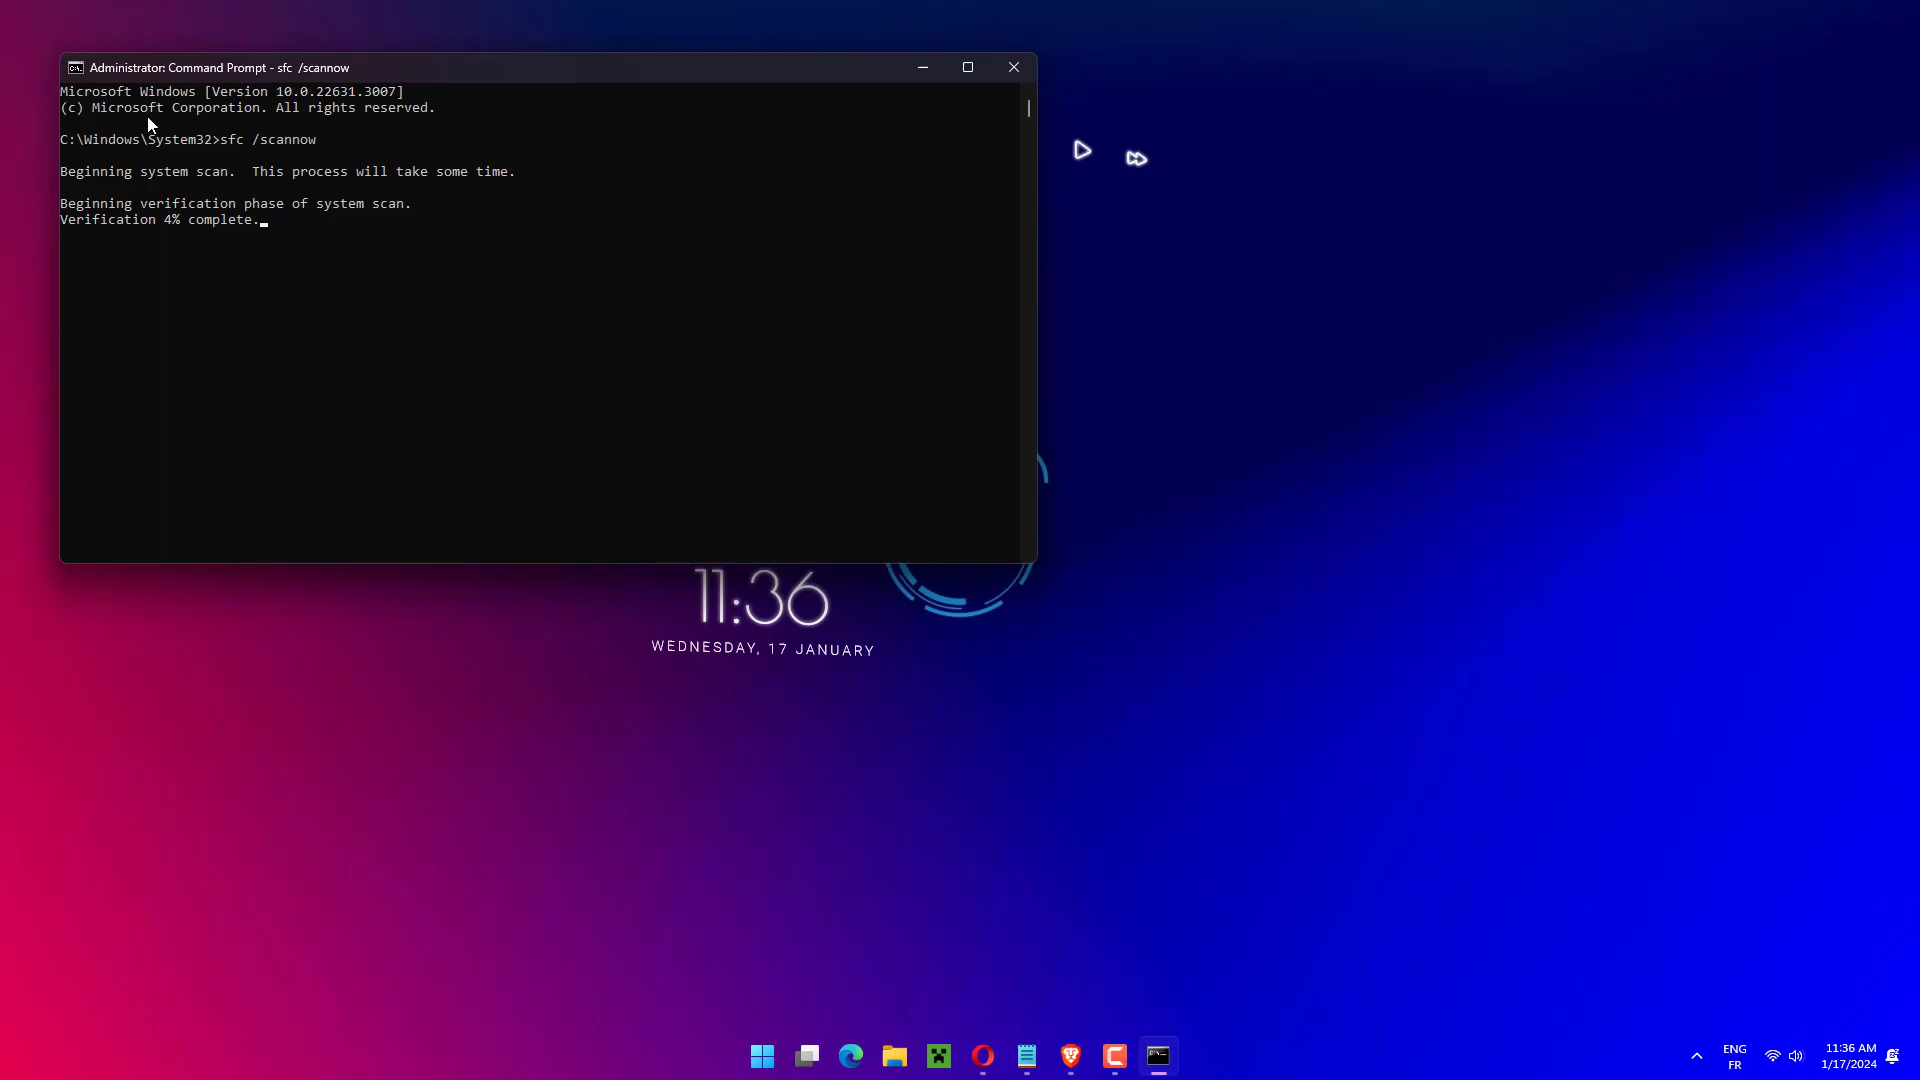 Administrator: Command Prompt - sfc /scannow
Microsoft Windows [Version 10.0.22631.3007]
(c) Microsoft Corporation. All rights reserved.
C:\Windows\System32>sfc /scannow
Beginning system scan.  This process will take some time.
Beginning verification phase of system scan.
Verification 4% complete.
11:36
WEDNESDAY, 17 JANUARY
ENG
FR
11:36 AM
1/17/2024